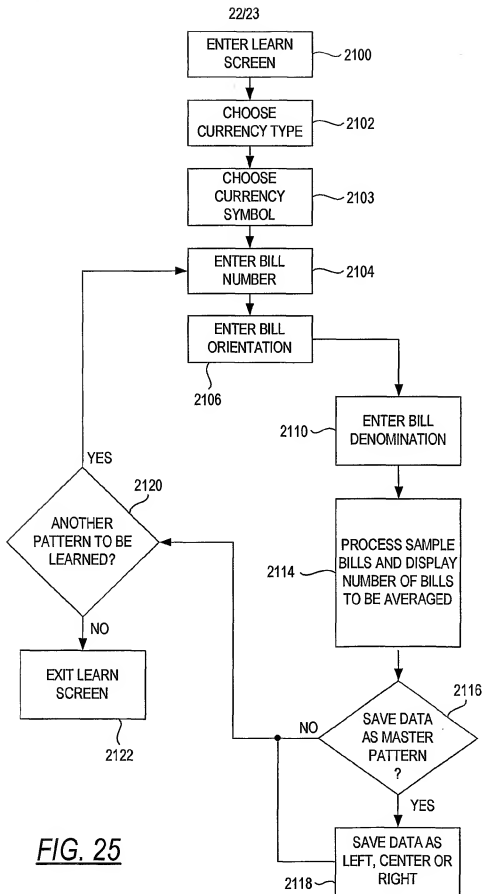 22/23
ENTER LEARN
SCREEN
2100
CHOOSE
CURRENCY TYPE
2102
CHOOSE
CURRENCY
SYMBOL
2103
ENTER BILL
NUMBER
2104
ENTER BILL
ORIENTATION
2106
ENTER BILL
DENOMINATION
2110
PROCESS SAMPLE
BILLS AND DISPLAY
NUMBER OF BILLS
TO BE AVERAGED
2114
SAVE DATA
AS MASTER
PATTERN
?
2116
NO
YES
SAVE DATA AS
LEFT, CENTER OR
RIGHT
2118
YES
2120
ANOTHER
PATTERN TO BE
LEARNED?
NO
EXIT LEARN
SCREEN
2122
FIG. 25